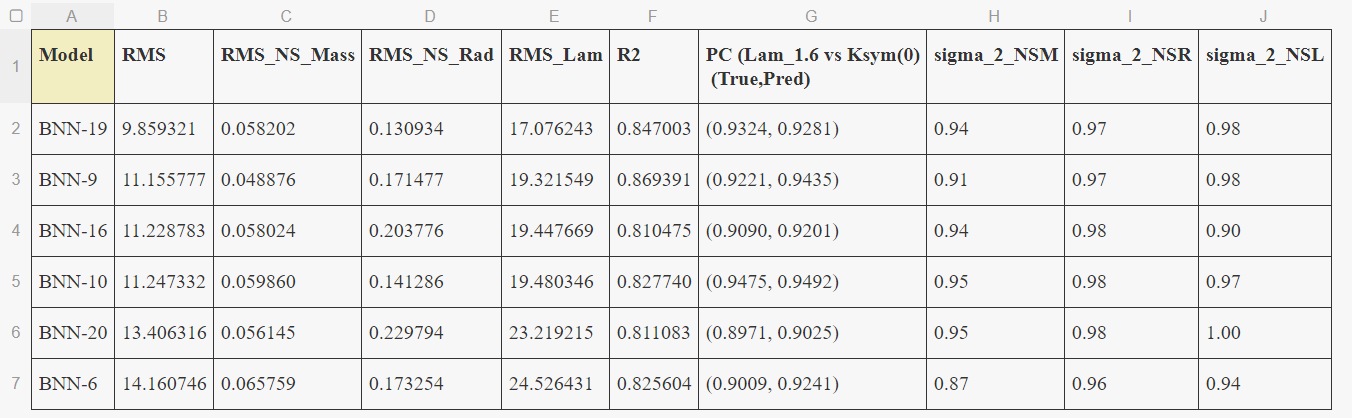 A B C D E F G H I J
1 Model RMS RMS_NS_Mass RMS_NS_Rad RMS_Lam R2 PC (Lam_1.6 vs Ksym(0) sigma_2_NSM sigma_2_NSR sigma_2_NSL
(True,Pred)
2 BNN-19 9.859321 0.058202 0.130934 17.076243 0.847003 (0.9324, 0.9281) 0.94 0.97 0.98
3 BNN-9 11.155777 0.048876 0.171477 19.321549 0.869391 (0.9221, 0.9435) 0.91 0.97 0.98
4 BNN-16 11.228783 0.058024 0.203776 19.447669 0.810475 (0.9090, 0.9201) 0.94 0.98 0.90
5 BNN-10 11.247332 0.059860 0.141286 19.480346 0.827740 (0.9475, 0.9492) 0.95 0.98 0.97
6 BNN-20 13.406316 0.056145 0.229794 23.219215 0.811083 (0.8971, 0.9025) 0.95 0.98 1.00
7 BNN-6 14.160746 0.065759 0.173254 24.526431 0.825604 (0.9009, 0.9241) 0.87 0.96 0.94